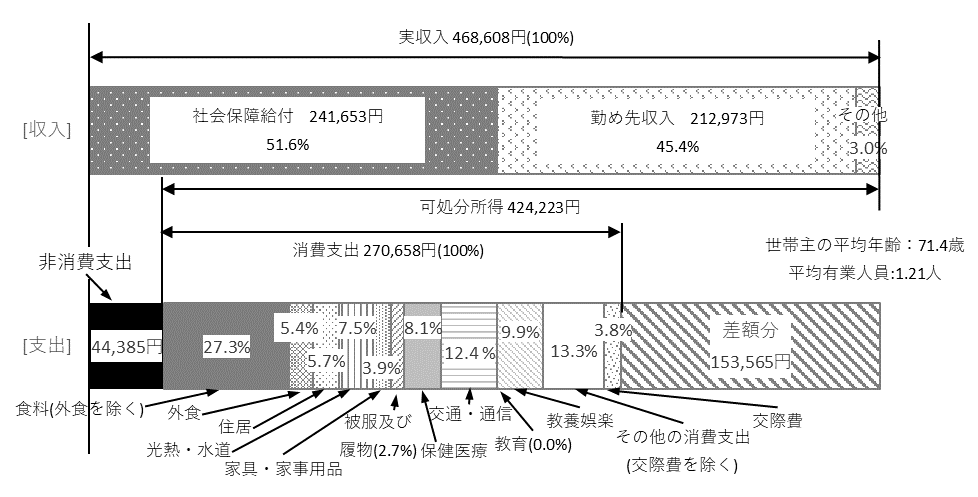 実収入 468,608円(100%)
[収入]
社会保障給付 241,653円
51.6%
勤め先収入 212,973円
45.4%
その他
3.0%
可処分所得 424,223円
消費支出 270,658円(100%)
世帯主の平均年齢：71.4歳
平均有業人員:1.21人
非消費支出
[支出]
44,385円
27.3%
5.4%
5.7%
7.5%
3.9%
8.1%
12.4%
9.9%
13.3%
3.8%
差額分
153,565円
食料(外食を除く)
外食
住居
光熱・水道
家具・家事用品
被服及び
履物(2.7%)
保健医療
交通・通信
教育(0.0%)
教養娯楽
その他の消費支出
(交際費を除く)
交際費